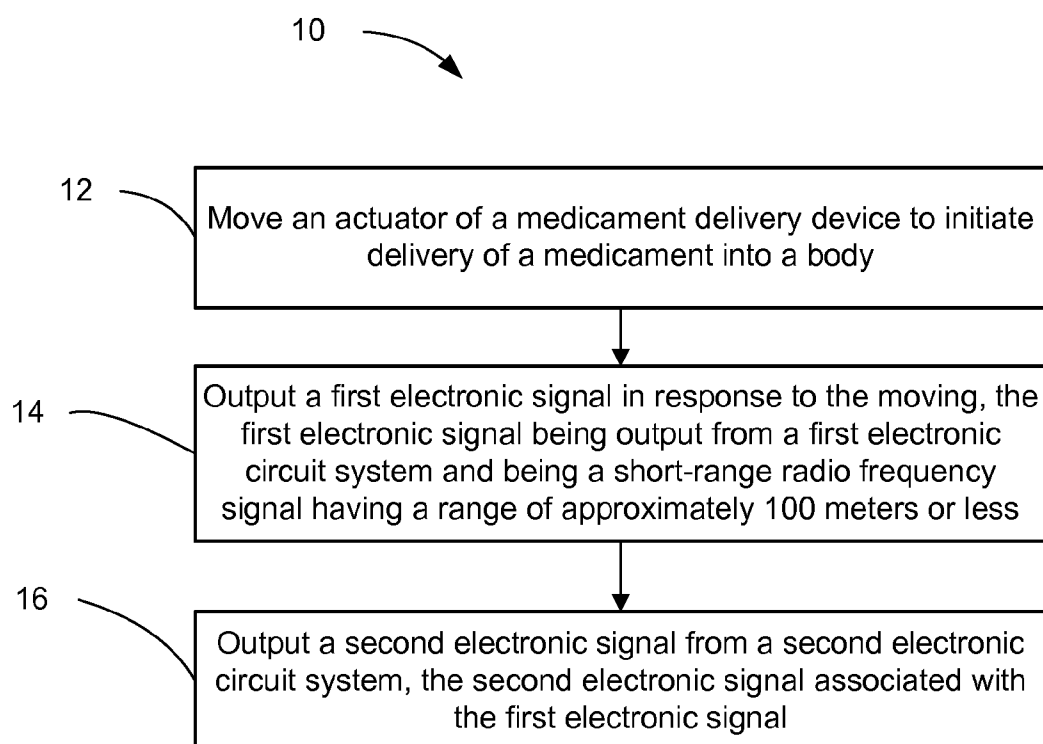 10
12
Move an actuator of a medicament delivery device to initiate
delivery of a medicament into a body
14
Output a first electronic signal in response to the moving, the
first electronic signal being output from a first electronic
circuit system and being a short-range radio frequency
signal having a range of approximately 100 meters or less
16
Output a second electronic signal from a second electronic
circuit system, the second electronic signal associated with
the first electronic signal